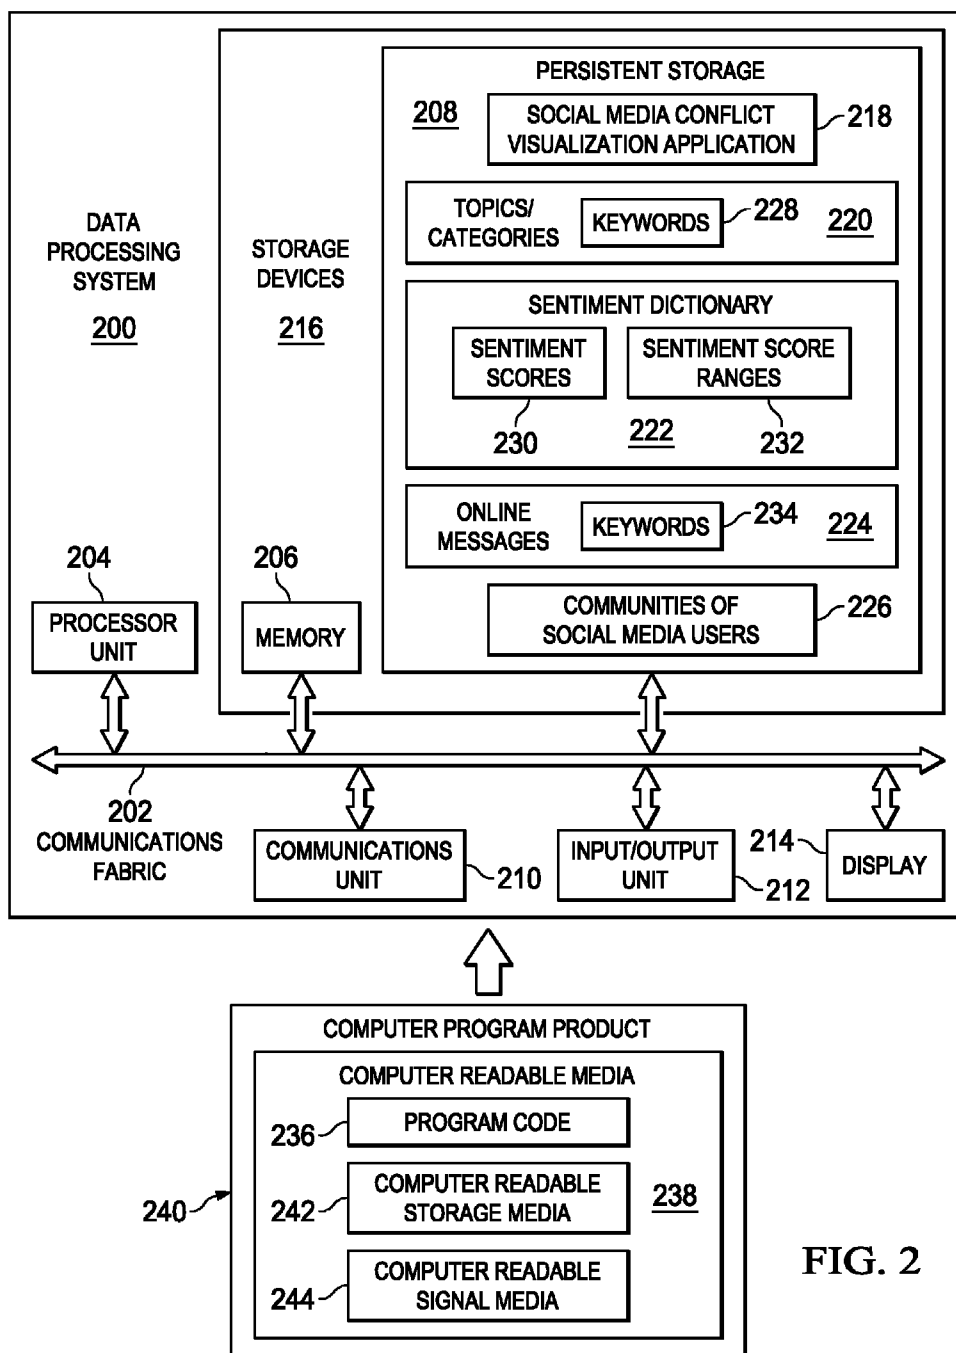 PERSISTENT STORAGE
208
SOCIAL MEDIA CONFLICT
VISUALIZATION APPLICATION
218
TOPICS/
CATEGORIES
KEYWORDS
228
220
DATA
PROCESSING
SYSTEM
200
STORAGE
DEVICES
216
SENTIMENT DICTIONARY
SENTIMENT
SCORES
SENTIMENT SCORE
RANGES
230
222
232
ONLINE
MESSAGES
KEYWORDS
234
224
204
PROCESSOR
UNIT
206
MEMORY
COMMUNITIES OF
SOCIAL MEDIA USERS
226
202
COMMUNICATIONS
FABRIC
COMMUNICATIONS
UNIT
210
INPUT/OUTPUT
UNIT
212
214
DISPLAY
COMPUTER PROGRAM PRODUCT
COMPUTER READABLE MEDIA
PROGRAM CODE
236
COMPUTER READABLE
STORAGE MEDIA
242
238
240
COMPUTER READABLE
SIGNAL MEDIA
244
FIG. 2